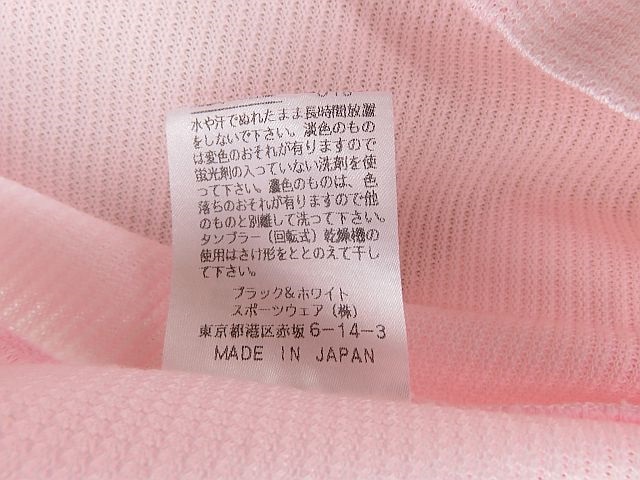 水や汗でぬれたまま長時間放置
をしないで下さい。淡色のもの
は変色のおそれが有りますので
蛍光剤の入っていない洗剤を使
って下さい。濃色のものは、色
落ちのおそれが有りますので他
のものと別離して洗って下さい。
タンブラー(回転式)乾燥機の
使用はさけ形をととのえて干し
て下さい。
ブラック&ホワイト
スポーツウェア(株)
東京都港区赤坂6-14-3
MADE IN JAPAN